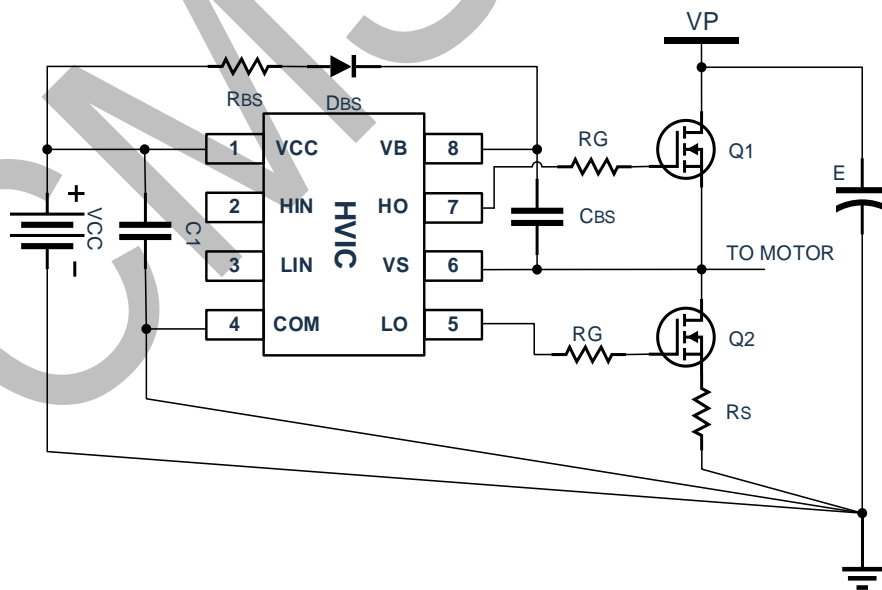 VP
RBS
DBS
1 VCC VB 8
RG
Q1
E
2 HIN HO 7
+
VCC
-
C1
HVIC
CBS
3 LIN VS 6
TO MOTOR
4 COM LO 5
RG
Q2
RS